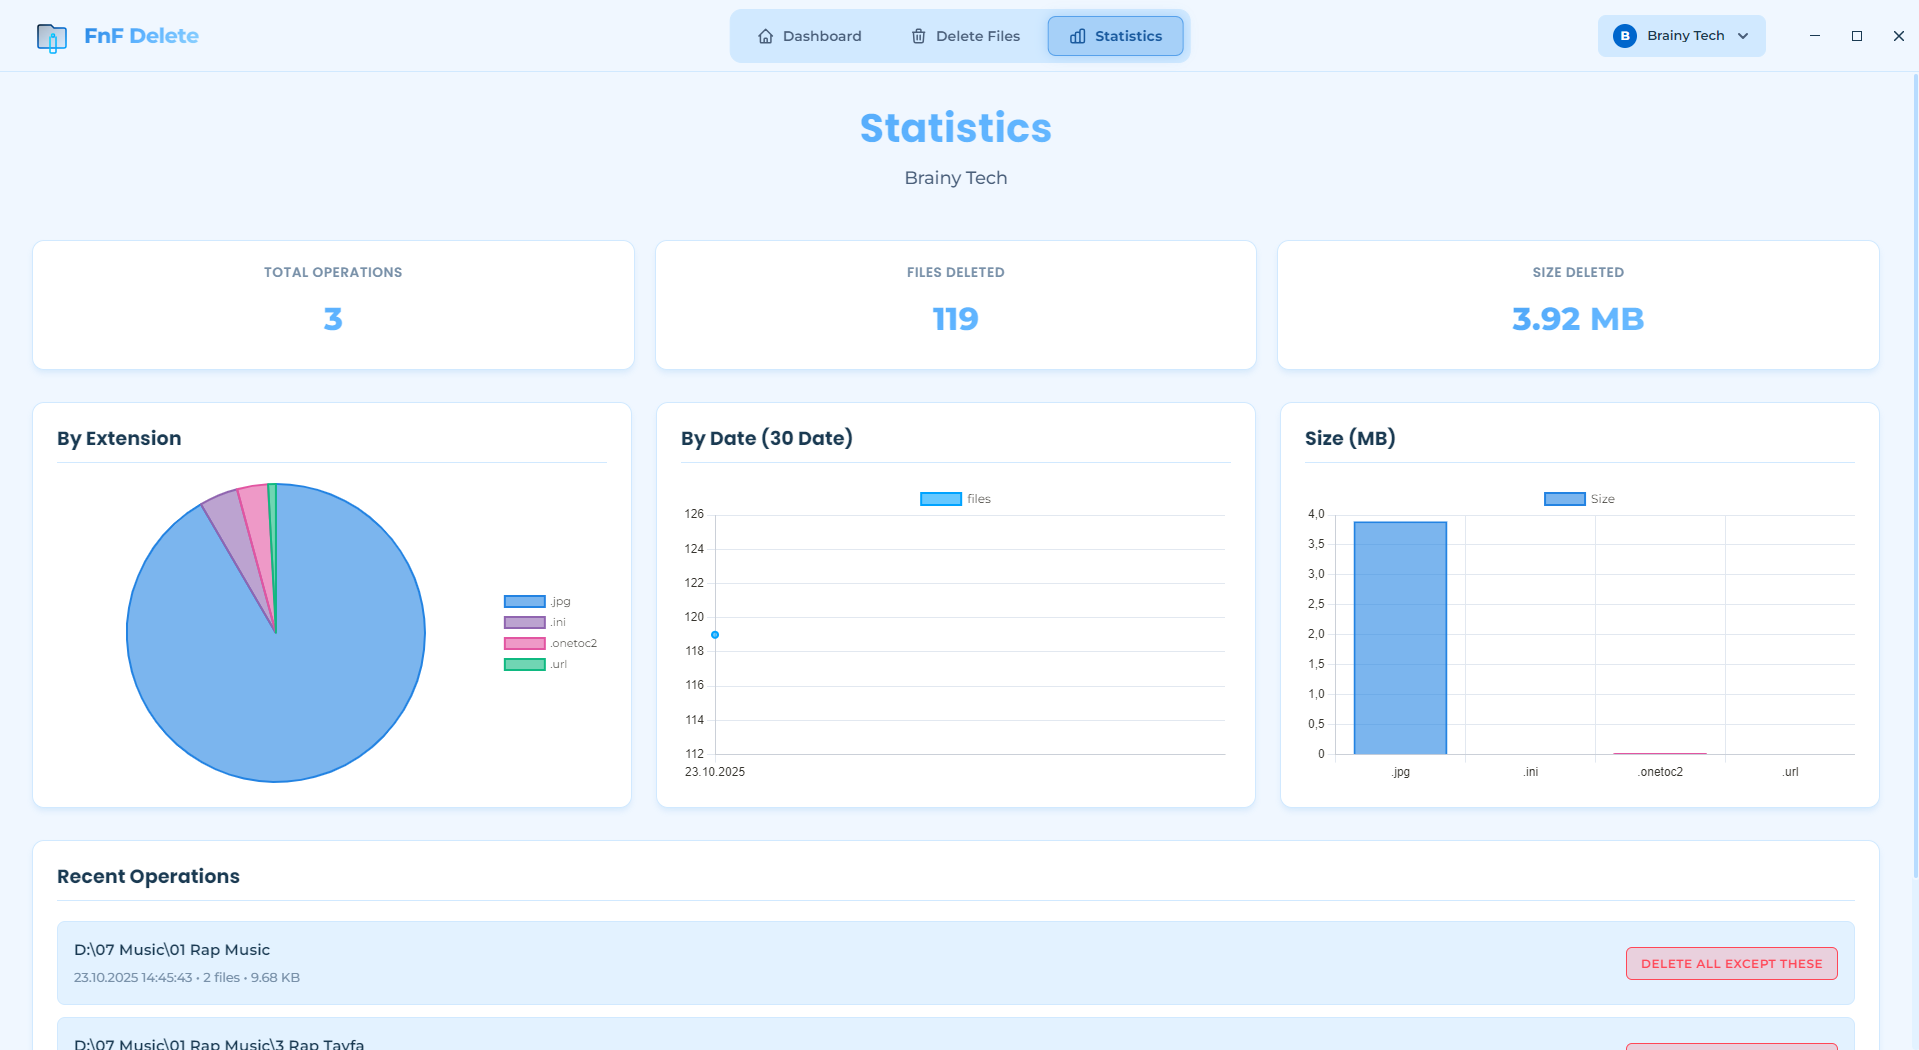 FnF Delete
Dashboard
Delete Files
Statistics
B
Brainy Tech
Statistics
Brainy Tech
TOTAL OPERATIONS
3
FILES DELETED
119
SIZE DELETED
3.92 MB
By Extension
.jpg
.ini
.onetoc2
.url
By Date (30 Date)
files
126
124
122
120
118
116
114
112
23.10.2025
Size (MB)
Size
4,0
3,5
3,0
2,5
2,0
1,5
1,0
0,5
0
.jpg
.ini
.onetoc2
.url
Recent Operations
D:\07 Music\01 Rap Music
23.10.2025 14:45:43 • 2 files • 9.68 KB
DELETE ALL EXCEPT THESE
D:\07 Music\01 Rap Music\3 Rap Tayfa